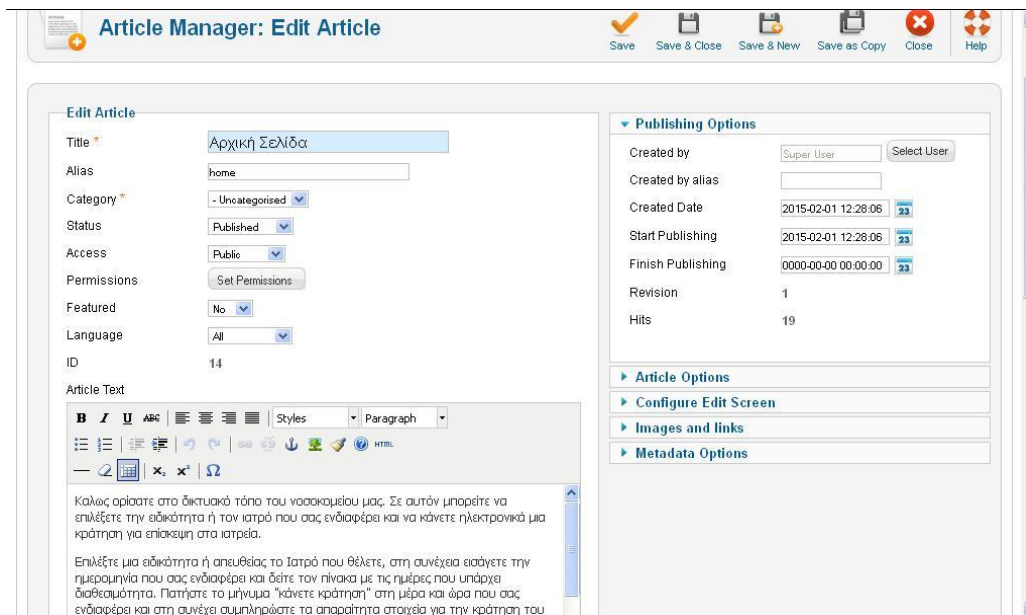 Article Manager: Edit Article
Save Save & Close Save & New Save as Copy Close Help
Edit Article
Title * Αρχική Σελίδα
Alias home
Category * - Uncategorised
Status Published
Access Public
Permissions Set Permissions
Featured No
Language All
ID 14
Article Text
B I U ABC Styles Paragraph
HTML
Ω
Καλως ορίσατε στο δικτυακό τόπο του νοσοκομείου μας. Σε αυτόν μπορείτε να
επιλέξετε την ειδικότητα ή τον ιατρό που σας ενδιαφέρει και να κάνετε ηλεκτρονικά μια
κράτηση για επίσκεψη στα ιατρεία.
Επιλέξτε μια ειδικότητα ή απευθείας το Ιατρό που θέλετε, στη συνέχεια εισάγετε την
ημερομηνία που σας ενδιαφέρει και δείτε τον πίνακα με τις ημέρες που υπάρχει
διαθεσιμότητα. Πατήστε το μήνυμα "κάνετε κράτηση" στη μέρα και ώρα που σας
ενδιαφέρει και στη συνέχει συμπληρώστε τα απαραίτητα στοιχεία για την κράτηση του
Publishing Options
Created by Super User Select User
Created by alias
Created Date 2015-02-01 12:28:06 23
Start Publishing 2015-02-01 12:28:06 23
Finish Publishing 0000-00-00 00:00:00 23
Revision 1
Hits 19
Article Options
Configure Edit Screen
Images and links
Metadata Options